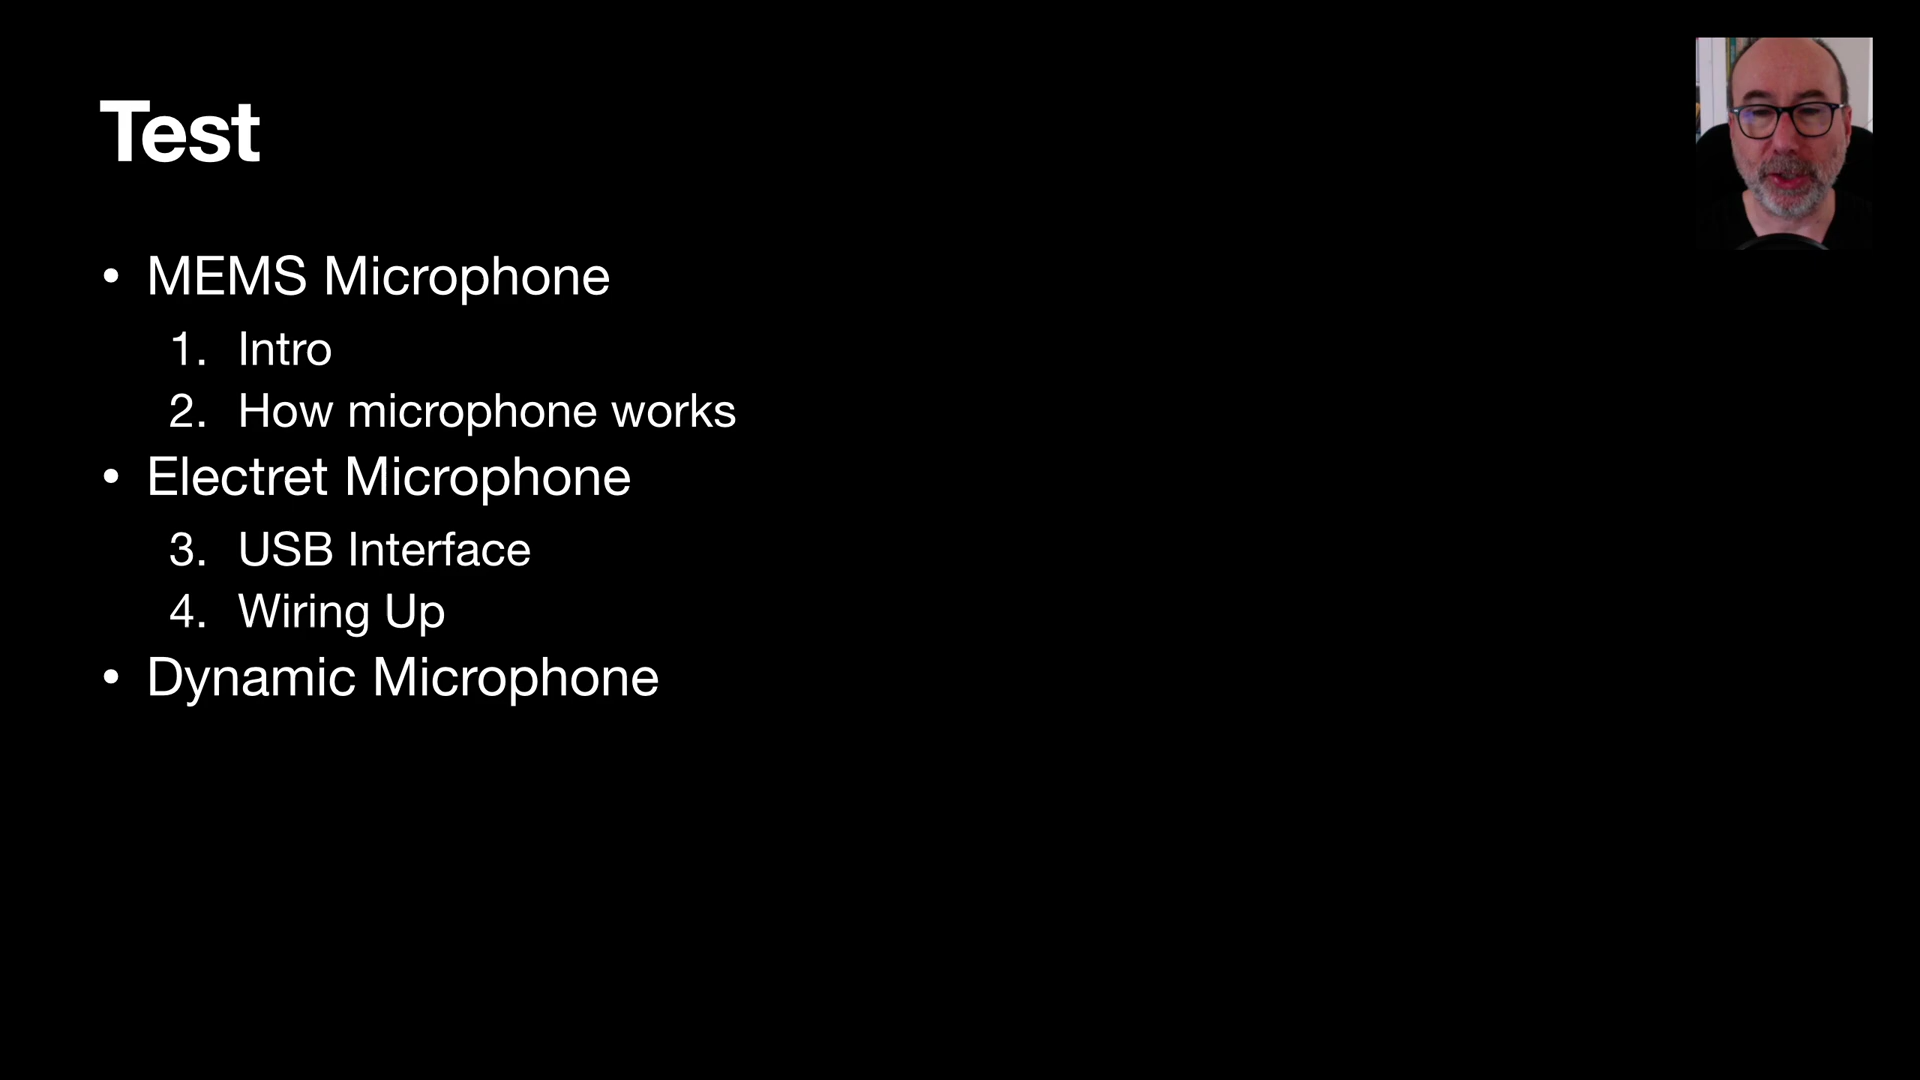 Test
• MEMS Microphone
1. Intro
2. How microphone works
• Electret Microphone
3. USB Interface
4. Wiring Up
• Dynamic Microphone